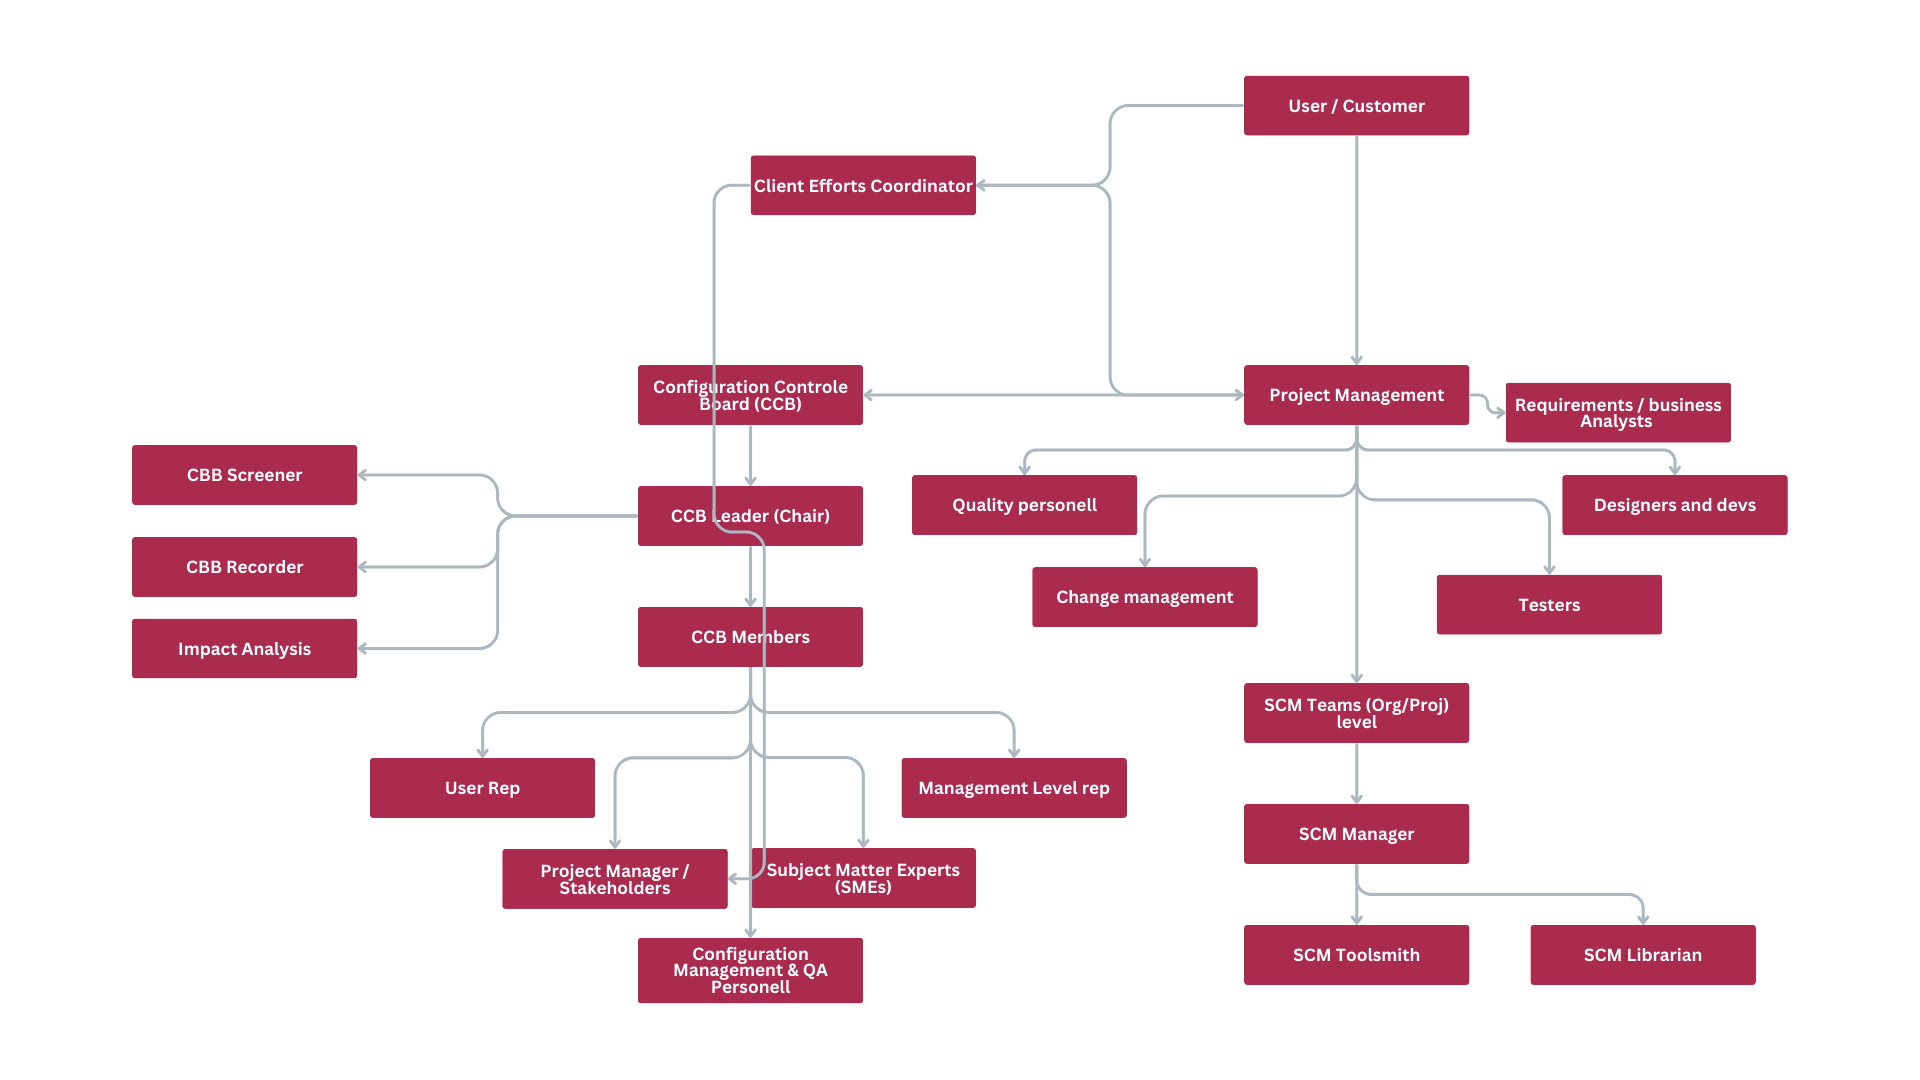 User / Customer
Client Efforts Coordinator
Configuration Controle
Board (CCB)
Project Management
Requirements / business
Analysts
CBB Screener
CCB Leader (Chair)
Quality personell
Designers and devs
CBB Recorder
Change management
Testers
Impact Analysis
CCB Members
SCM Teams (Org/Proj)
level
User Rep
Management Level rep
SCM Manager
Project Manager /
Stakeholders
Subject Matter Experts
(SMEs)
Configuration
Management & QA
Personell
SCM Toolsmith
SCM Librarian